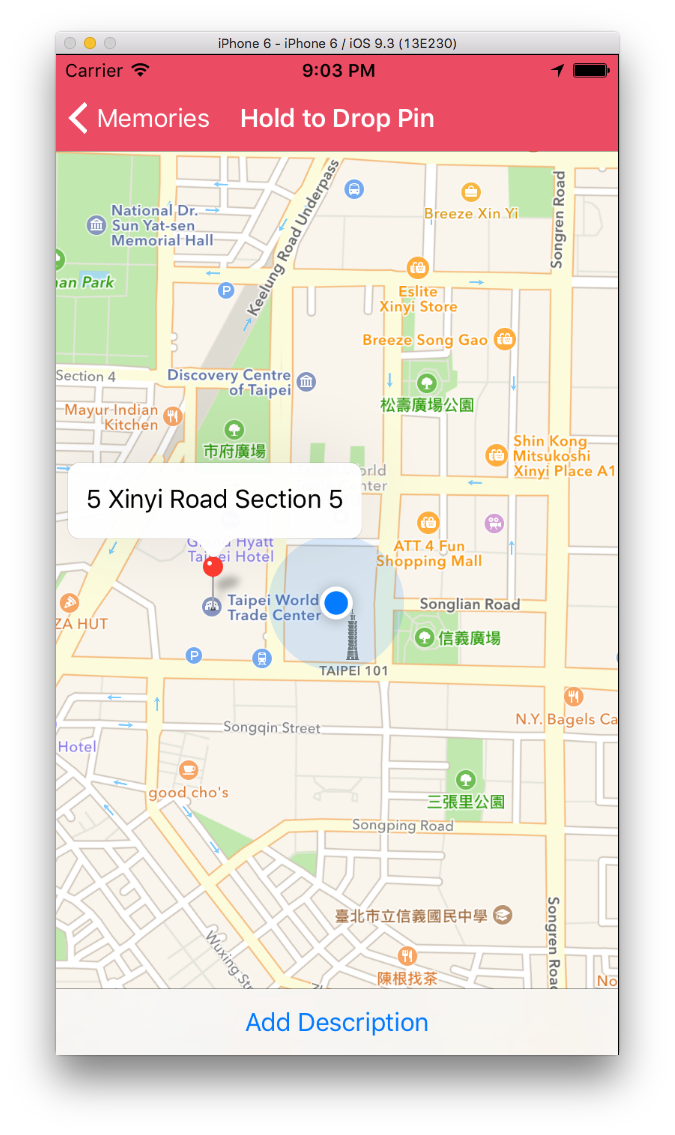 iPhone 6 - iPhone 6 / iOS 9.3 (13E230)
Carrier
9:03 PM
Memories
Hold to Drop Pin
National Dr.
Sun Yat-sen
Memorial Hall
Keelung Road Underpass
Breeze Xin Yi
Songren Road
an Park
P
Eslite
Xinyi Store
Breeze Song Gao
Section 4
Discovery Centre
of Taipei
松壽廣場公園
Mayur Indian
Kitchen
市府廣場
Shin Kong
Mitsukoshi
Xinyi Place A1
5 Xinyi Road Section 5
Hyatt
Taipei Hotel
ATT 4 Fun
Shopping Mall
Taipei World
Trade Center
Songlian Road
ZA HUT
信義廣場
P
TAIPEI 101
Songqin Street
N.Y. Bagels Ca
Hotel
good cho's
三張里公園
Songping Road
臺北市立信義國民中學
Songren Road
Wuxing St
陳根找茶
No
Add Description